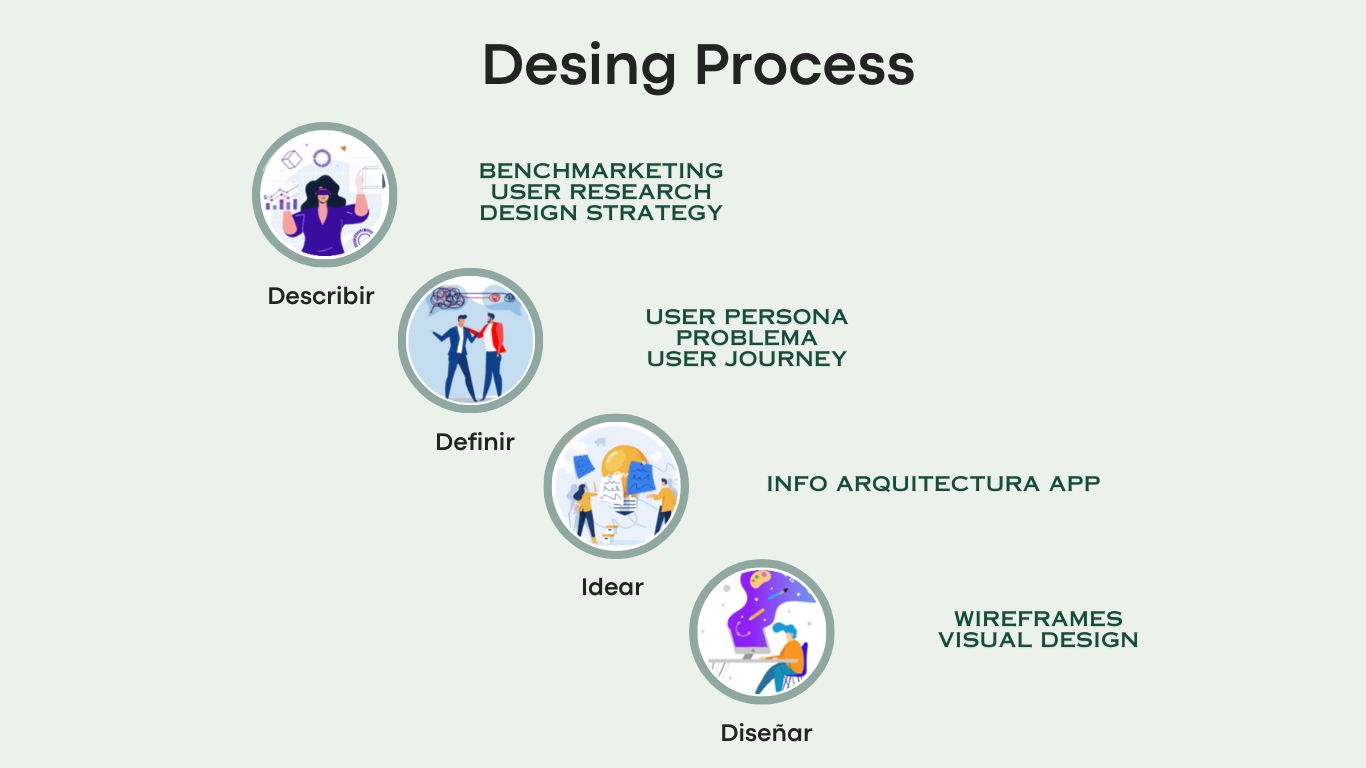 Desing Process
BENCHMARKETING
USER RESEARCH
DESIGN STRATEGY
Describir
USER PERSONA
PROBLEMA
USER JOURNEY
Definir
INFO ARQUITECTURA APP
Idear
WIREFRAMES
VISUAL DESIGN
Diseñar